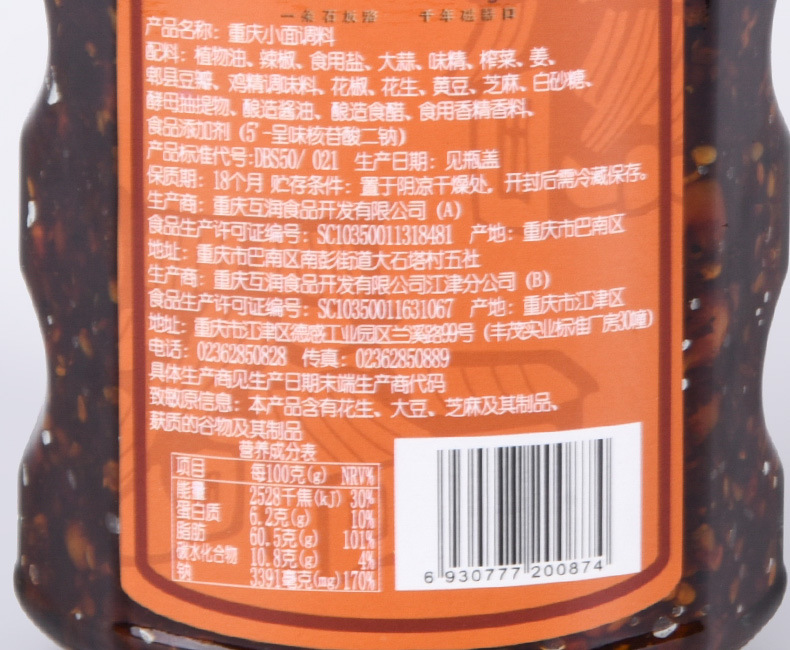 一条石板路 千年磁器口
产品名称：重庆小面调料
配料：植物油、辣椒、食用盐、大蒜、味精、榨菜、姜、
郫县豆瓣、鸡精调味料、花椒、花生、黄豆、芝麻、白砂糖、
酵母抽提物、酿造酱油、酿造食醋、食用香精香料、
食品添加剂（5′-呈味核苷酸二钠）
产品标准代号:DBS50/ 021 生产日期：见瓶盖
保质期：18个月 贮存条件：置于阴凉干燥处，开封后需冷藏保存。
生产商：重庆互润食品开发有限公司（A）
食品生产许可证编号：SC10350011318481 产地：重庆市巴南区
地址：重庆市巴南区南彭街道大石塔村五社
生产商：重庆互润食品开发有限公司江津分公司（B）
食品生产许可证编号：SC10350011631067 产地：重庆市江津区
地址：重庆市江津区德感工业园区兰溪路99号（丰茂实业标准厂房30幢）
电话：02362850828 传真：02362850889
具体生产商见生产日期末端生产商代码
致敏原信息：本产品含有花生、大豆、芝麻及其制品、
麸质的谷物及其制品
营养成分表
项目 每100克(g) NRV%
能量 2528千焦(kJ) 30%
蛋白质 6.2克(g) 10%
脂肪 60.5克(g) 101%
碳水化合物 10.8克(g) 4%
钠 3391毫克(mg) 170%
6 930777 200874